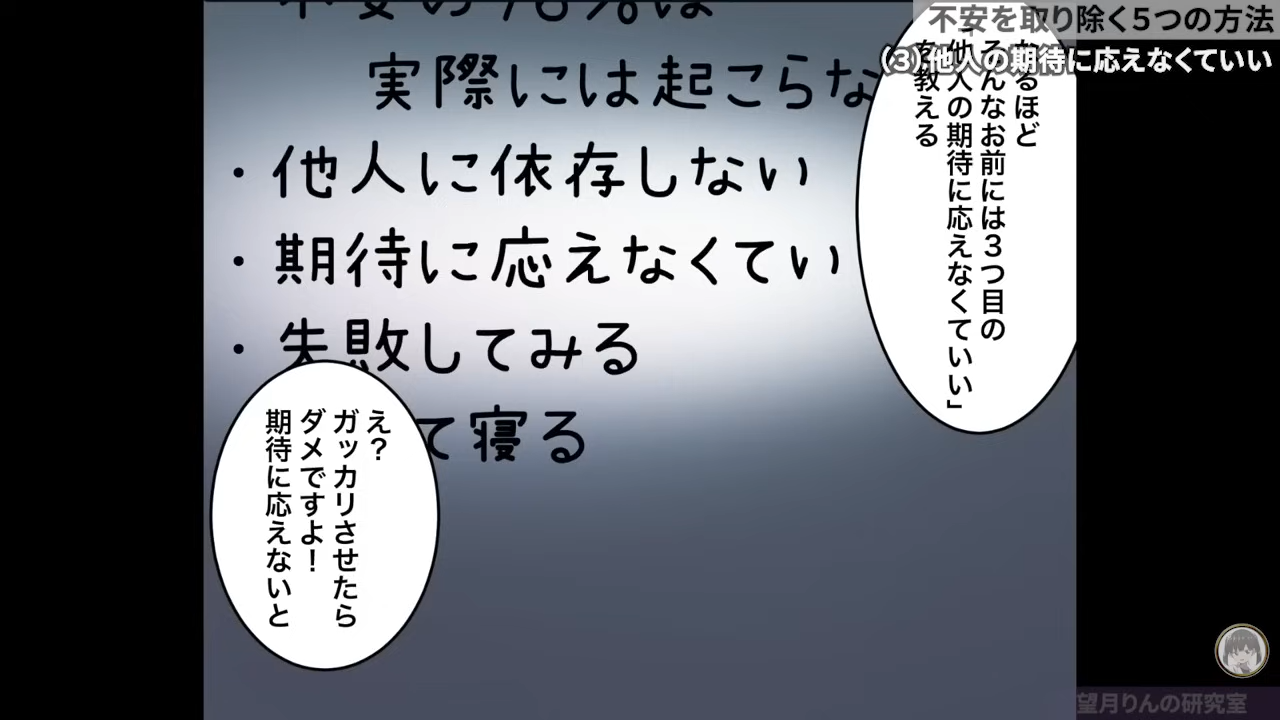 不安を取り除く５つの方法
（3）他人の期待に応えなくていい
実際には起こらな
・他人に依存しない
・期待に応えなくてい
・失敗してみる
て寝る
なるほど
そんなお前には３つ目の
「他人の期待に応えなくていい」
を教える
え？
ガッカリさせたら
ダメですよ！
期待に応えないと
望月りんの研究室